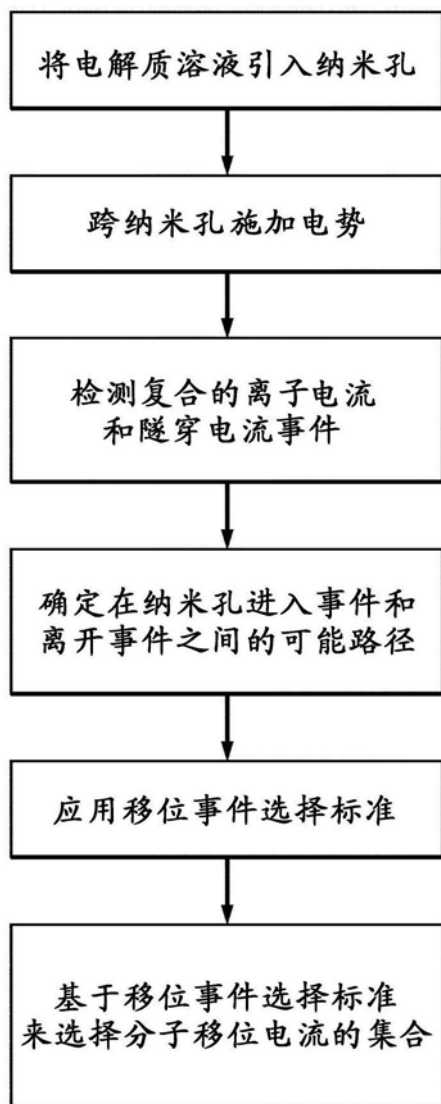 将电解质溶液引入纳米孔
跨纳米孔施加电势
检测复合的离子电流
和隧穿电流事件
确定在纳米孔进入事件和
离开事件之间的可能路径
应用移位事件选择标准
基于移位事件选择标准
来选择分子移位电流的集合